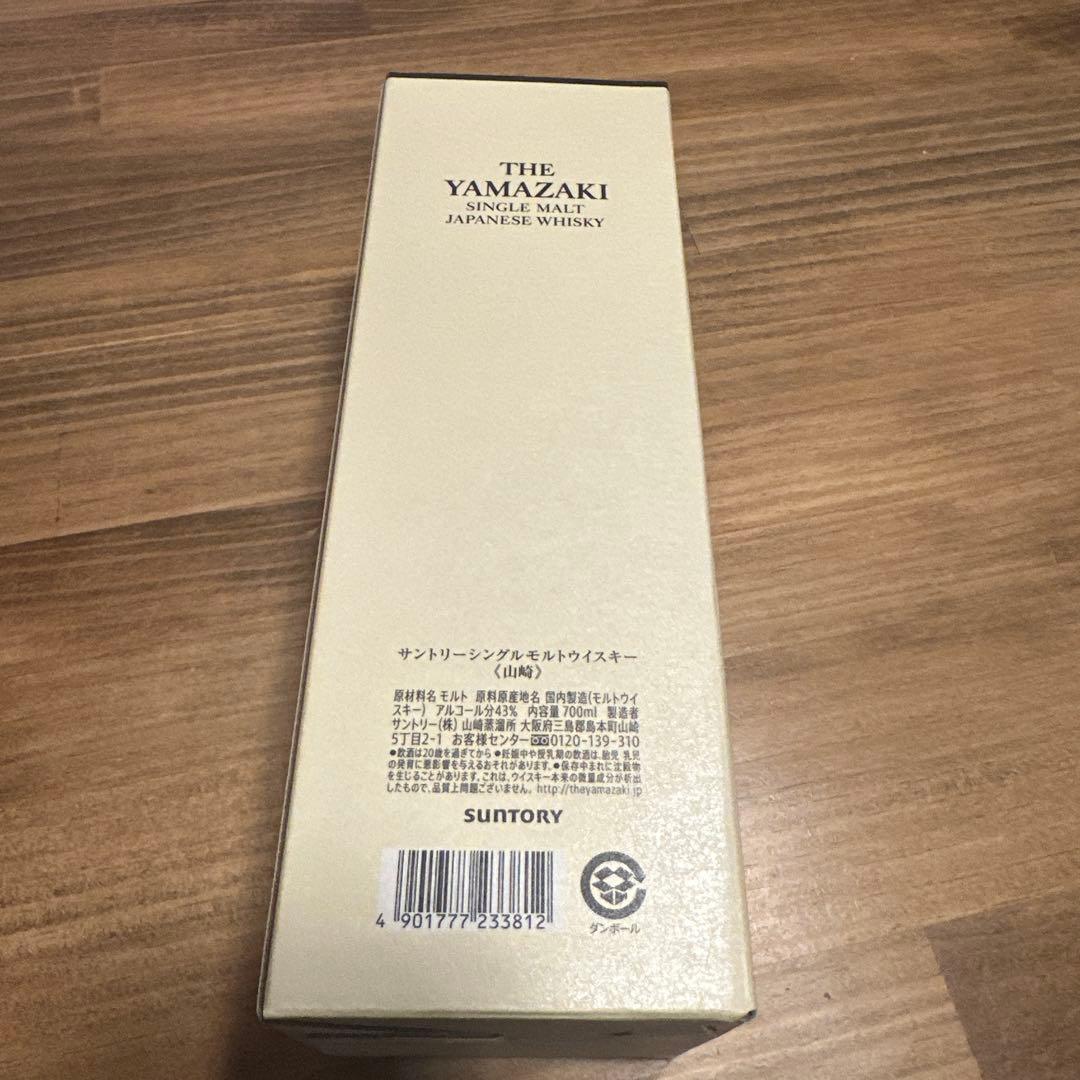 THE
YAMAZAKI
SINGLE MALT
JAPANESE WHISKY
サントリーシングルモルトウイスキー
《山崎》
原材料名 モルト 原料原産地名 国内製造(モルトウイ
スキー) アルコール分43% 内容量 700ml 製造者
サントリー(株) 山崎蒸溜所 大阪府三島郡島本町山崎
5丁目2-1 お客様センター 0120-139-310
●飲酒は20歳を過ぎてから ●妊娠中や授乳期の飲酒は、胎児・乳児
の発育に悪影響を与えるおそれがあります。●保存中まれに沈殿物
を生じることがあります。これは、ウイスキー本来の微量成分が析出
したもので、品質上問題ございません。 http://theyamazaki.jp
SUNTORY
4 901777 233812
ダンボール